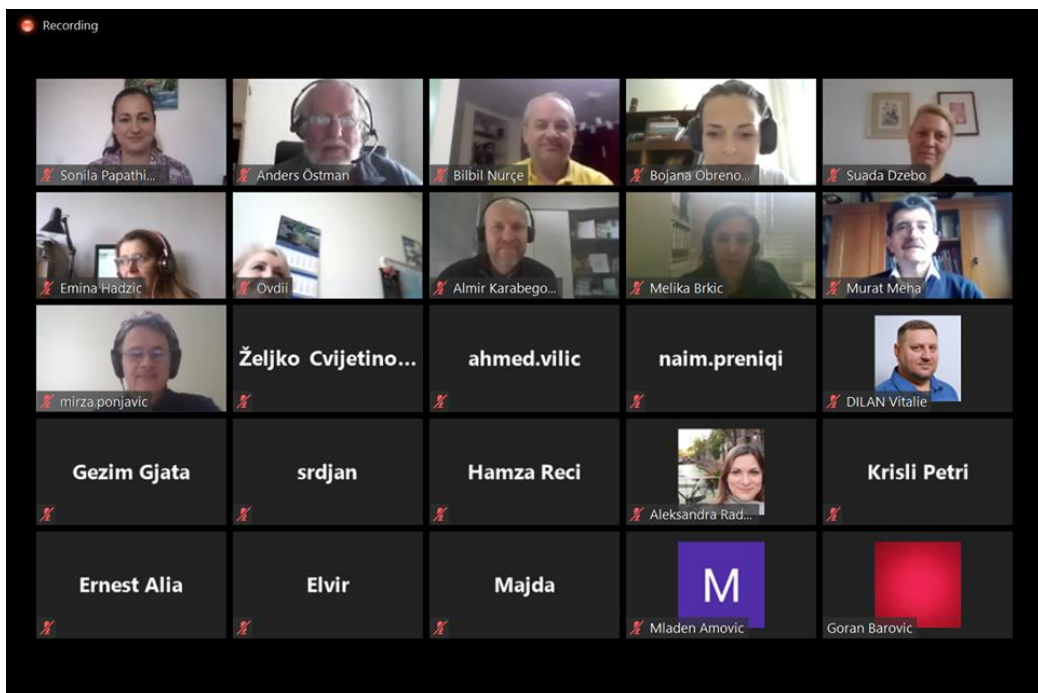 Recording
Sonila Papathi...
Anders Östman
Bilbil Nurçe
Bojana Obreno...
Suada Dzebo
Emina Hadzic
Ovdii
Almir Karabego...
Melika Brkic
Murat Meha
mirza.ponjavic
Željko Cvijetino...
ahmed.vilic
naim.preniqi
DILAN Vitalie
Gezim Gjata
srdjan
Hamza Reci
Aleksandra Rad...
Krisli Petri
Ernest Alia
Elvir
Majda
M
Mladen Amovic
Goran Barovic